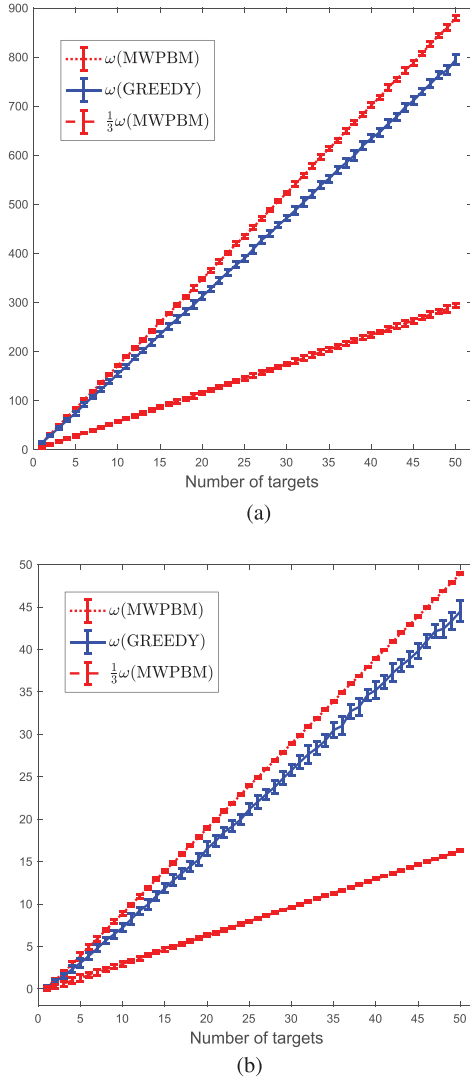 900
800
700
600
500
400
300
200
100
0
ω(MWPBM)
ω(GREEDY)
1/3 ω(MWPBM)
0 5 10 15 20 25 30 35 40 45 50
Number of targets
(a)
50
45
40
35
30
25
20
15
10
5
0
ω(MWPBM)
ω(GREEDY)
1/3 ω(MWPBM)
0 5 10 15 20 25 30 35 40 45 50
Number of targets
(b)